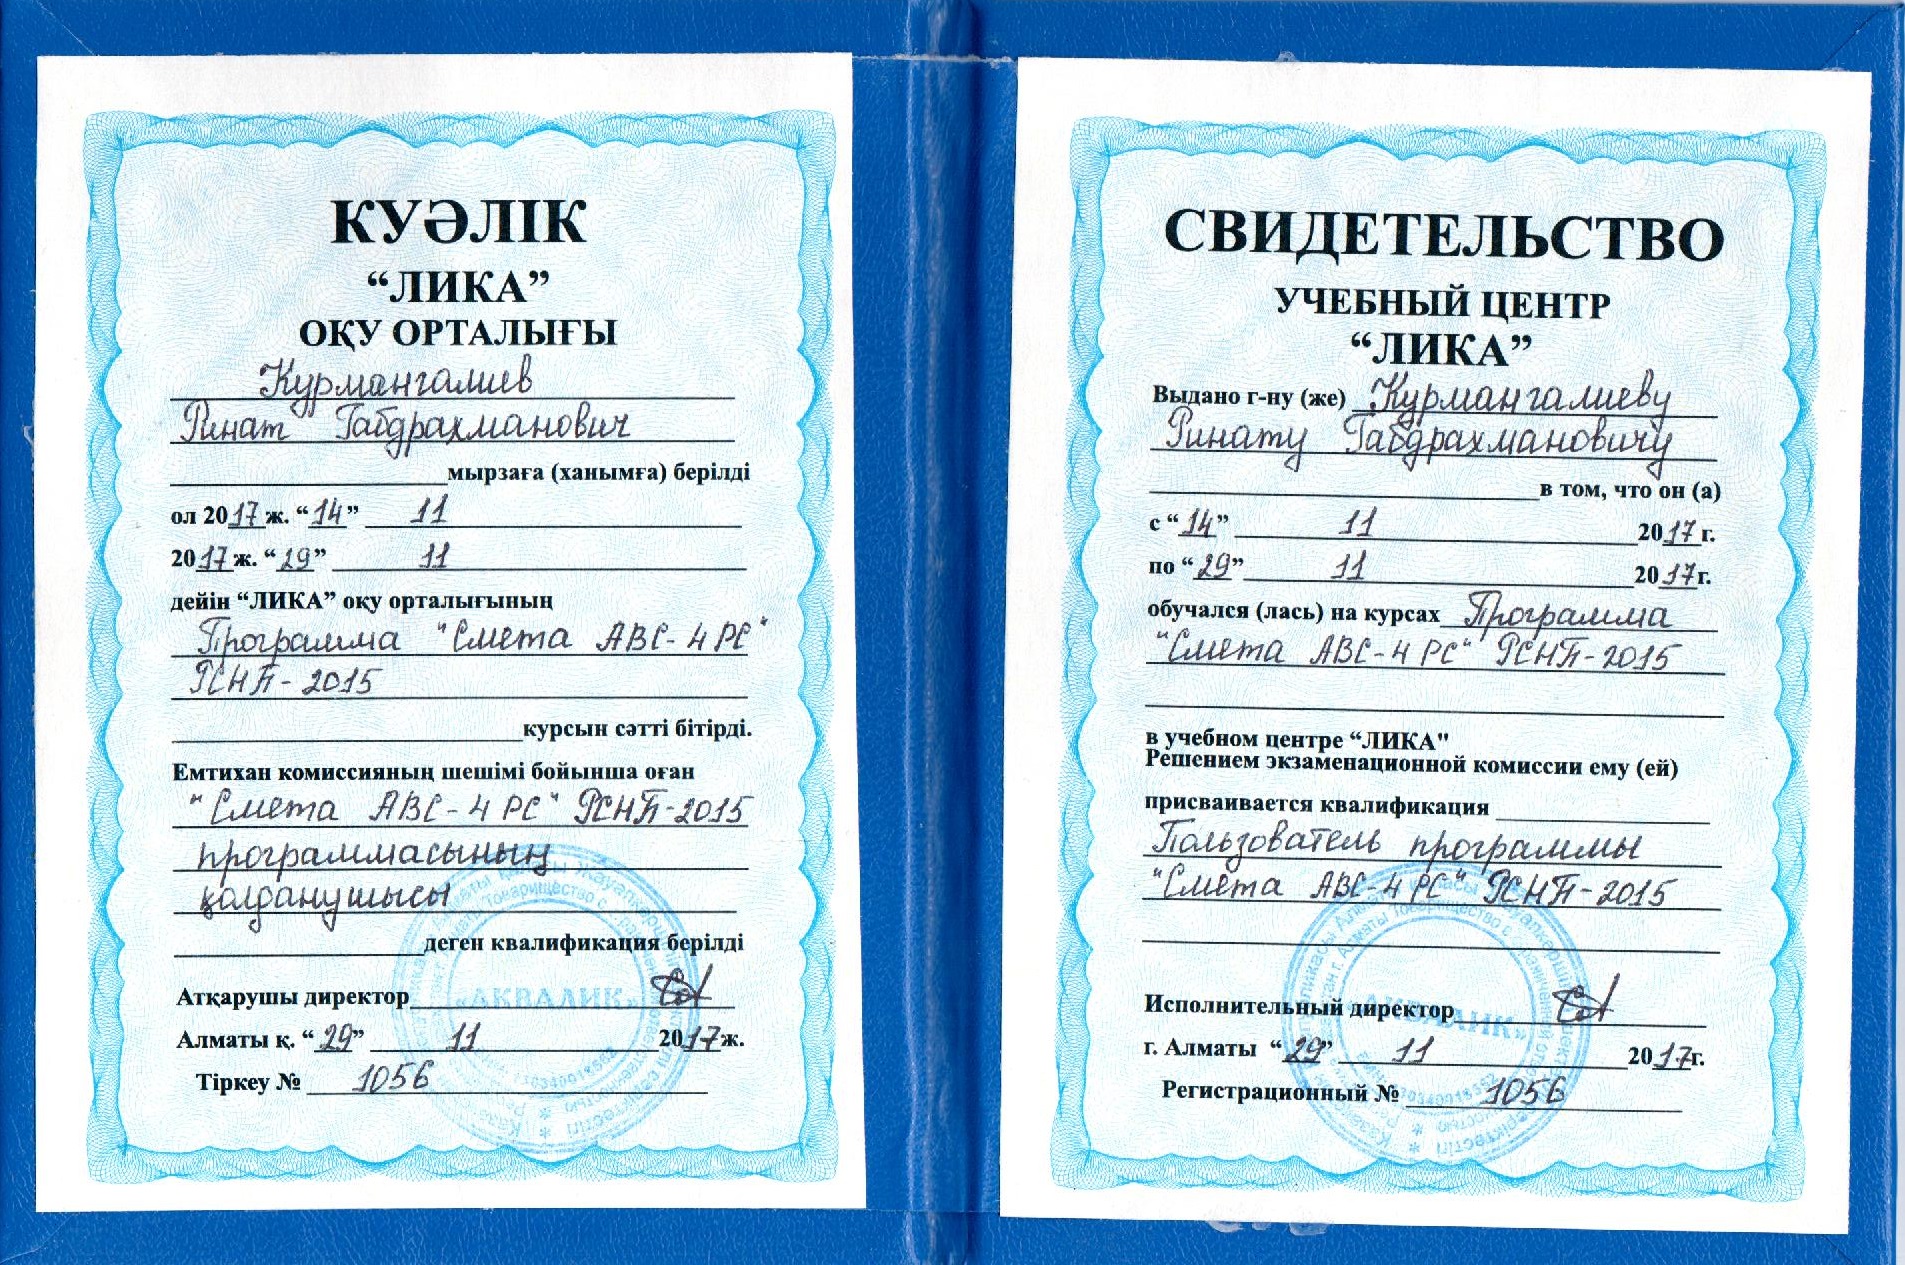 КУӘЛІК
“ЛИКА”
ОҚУ ОРТАЛЫҒЫ
Курмангалиев
Ринат Габдрахманович
мырзаға (ханымға) берілді
ол 2017 ж. “14” 11
2017 ж. “29” 11
дейін “ЛИКА” оқу орталығының
Программа "Смета АВС-4 РС"
РСНП-2015
курсын сәтті бітірді.
Емтихан комиссияның шешімі бойынша оған
"Смета АВС-4 РС" РСНП-2015
программасының
қолданушысы
деген квалификация берілді
Атқарушы директор
Алматы қ. “29” 11 2017 ж.
Тіркеу № 1056
«АКВАЛИК»
СВИДЕТЕЛЬСТВО
УЧЕБНЫЙ ЦЕНТР
“ЛИКА”
Выдано г-ну (же) Курмангалиеву
Ринату Габдрахмановичу
в том, что он (а)
с “14” 11 2017 г.
по “29” 11 2017 г.
обучался (лась) на курсах Программа
"Смета АВС-4 РС" РСНП-2015
в учебном центре “ЛИКА"
Решением экзаменационной комиссии ему (ей)
присваивается квалификация
Пользователь программы
"Смета АВС-4 РС" РСНП-2015
Исполнительный директор
г. Алматы “29” 11 2017 г.
Регистрационный № 1056
«АКВАЛИК»